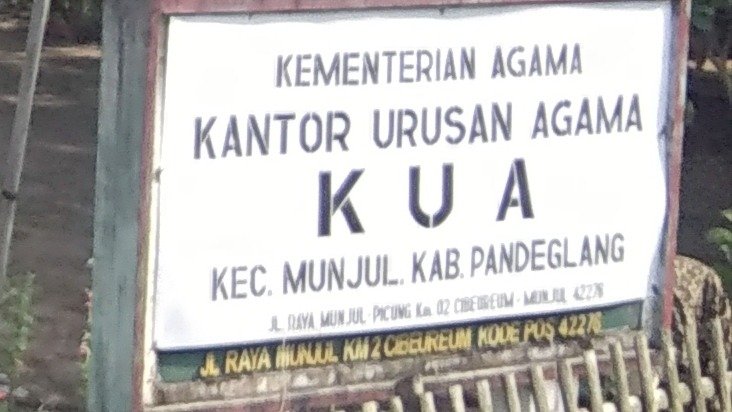 KEMENTERIAN AGAMA
KANTOR URUSAN AGAMA
KUA
KEC. MUNJUL. KAB. PANDEGLANG
JL. RAYA MUNJUL - PICUNG Km. 02 CIBEUREUM - MUNJUL 42276
JL. RAYA MUNJUL KM 2 CIBEUREUM KODE POS 42276